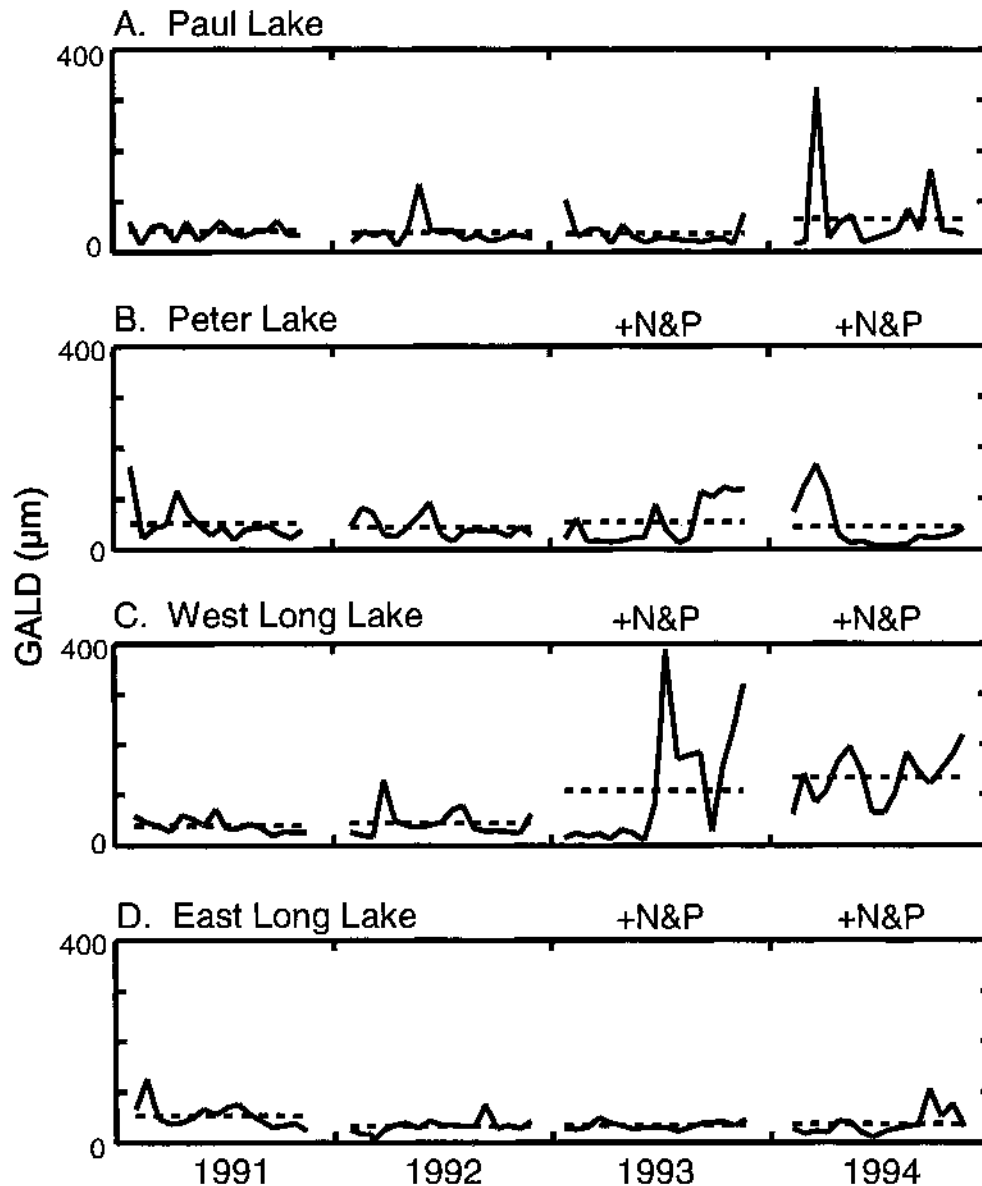 A. Paul Lake
400
0
B. Peter Lake
+N&P
+N&P
400
0
C. West Long Lake
+N&P
+N&P
400
0
D. East Long Lake
+N&P
+N&P
400
0
GALD (µm)
1991
1992
1993
1994